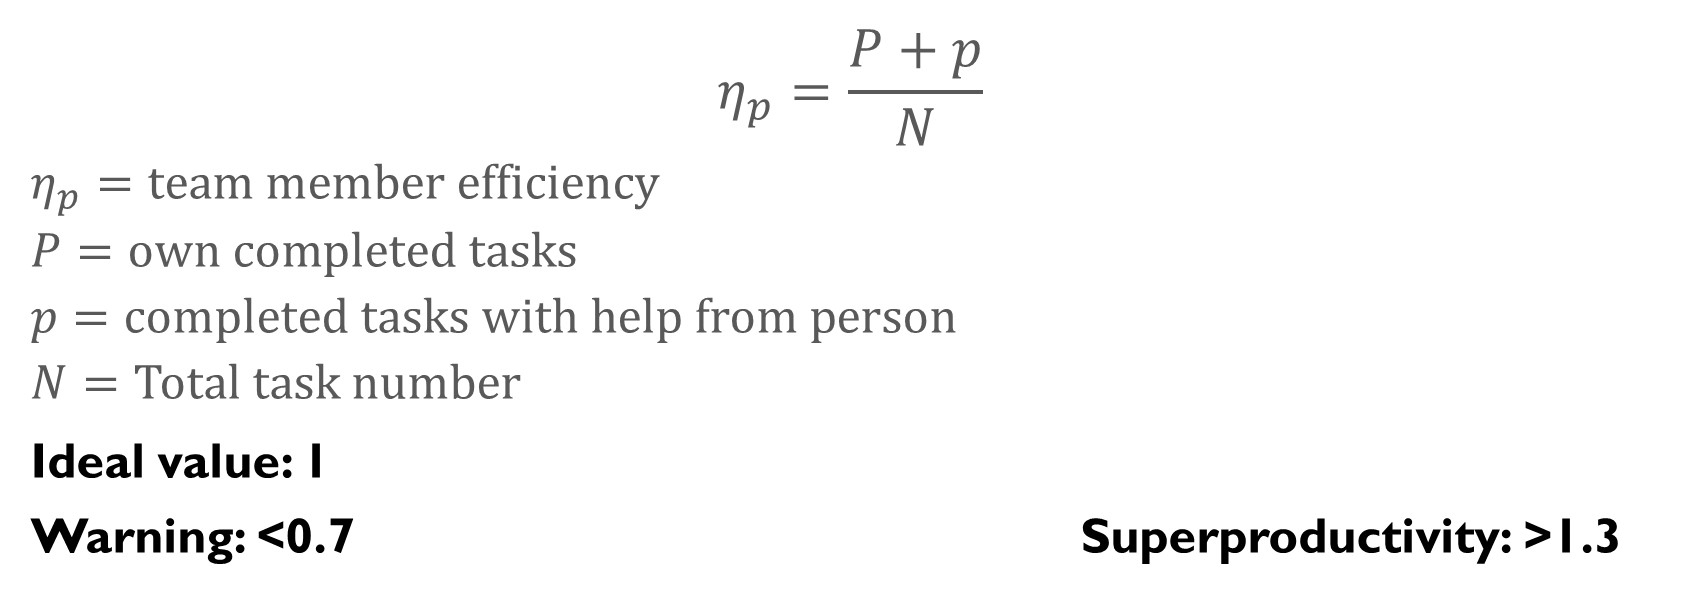 η_p = (P + p) / N
η_p = team member efficiency
P = own completed tasks
p = completed tasks with help from person
N = Total task number
Ideal value: 1
Warning: <0.7 Superproductivity: >1.3